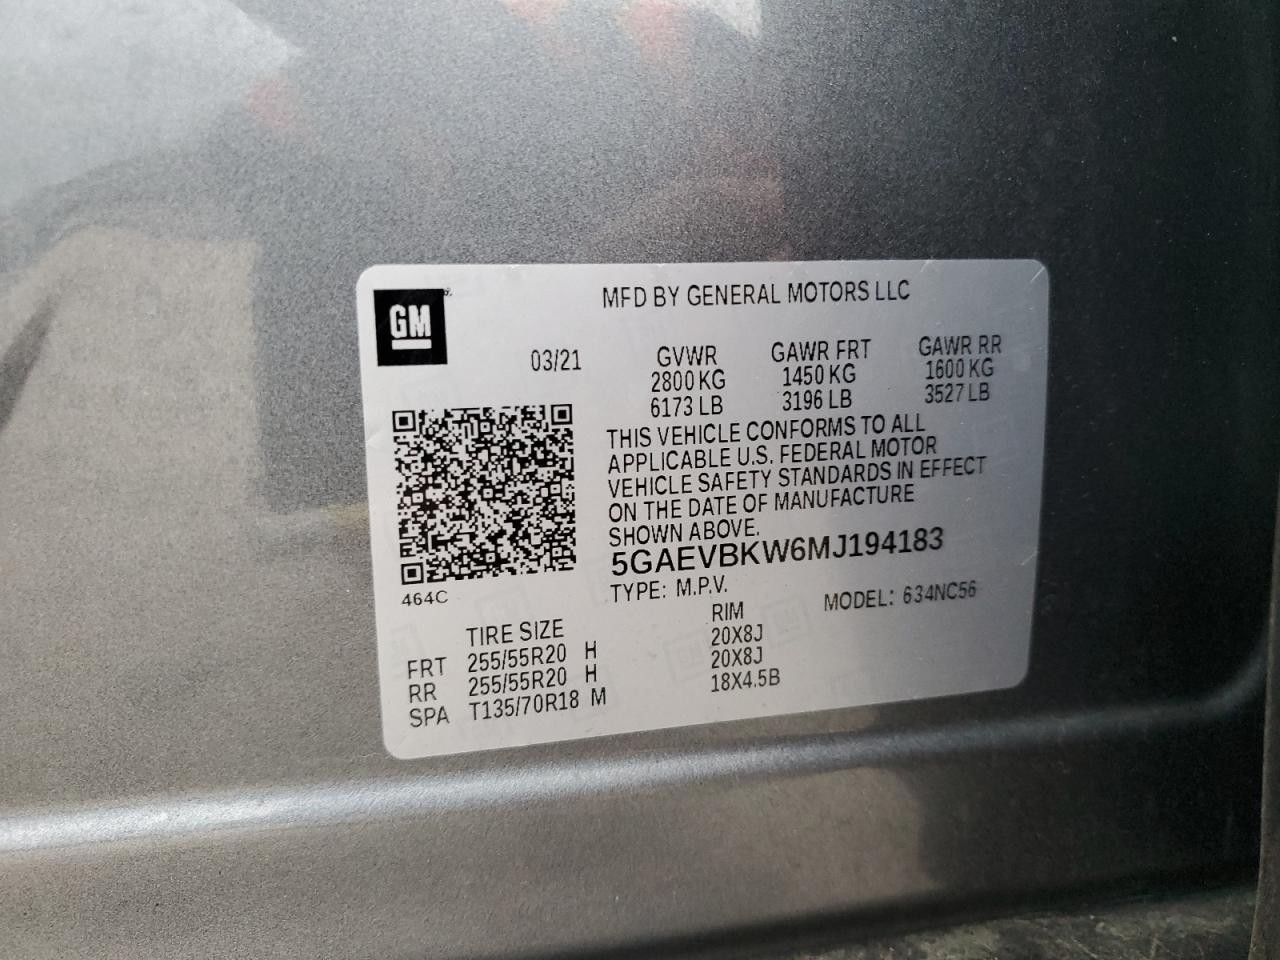 GM
MFD BY GENERAL MOTORS LLC
03/21
GVWR GAWR FRT GAWR RR
2800 KG 1450 KG 1600 KG
6173 LB 3196 LB 3527 LB
THIS VEHICLE CONFORMS TO ALL
APPLICABLE U.S. FEDERAL MOTOR
VEHICLE SAFETY STANDARDS IN EFFECT
ON THE DATE OF MANUFACTURE
SHOWN ABOVE.
5GAEVBKW6MJ194183
464C
TYPE: M.P.V. MODEL: 634NC56
TIRE SIZE RIM
FRT 255/55R20 H 20X8J
RR 255/55R20 H 20X8J
SPA T135/70R18 M 18X4.5B